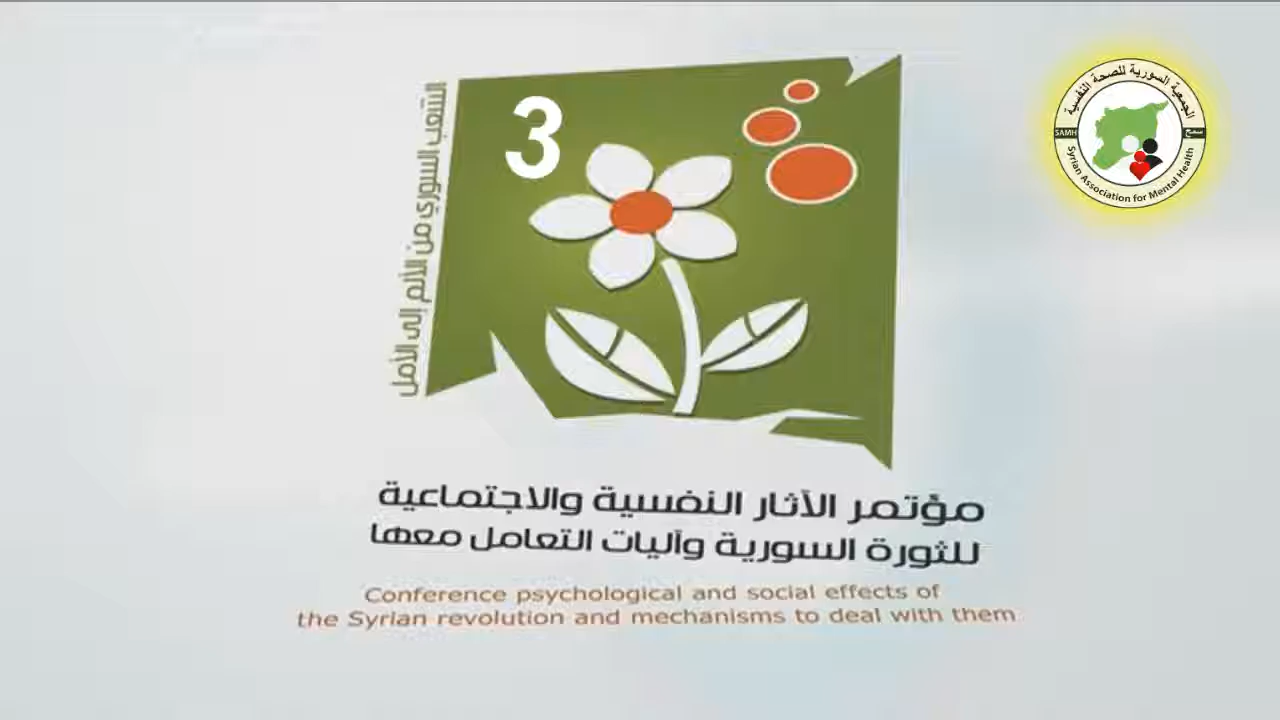 الشعب السوري من الألم إلى الأمل
3
مؤتمر الآثار النفسية والاجتماعية
للثورة السورية وآليات التعامل معها
Conference psychological and social effects of
the Syrian revolution and mechanisms to deal with them
الجمعية السورية للصحة النفسية
SAMH
سمح
Syrian Association for Mental Health